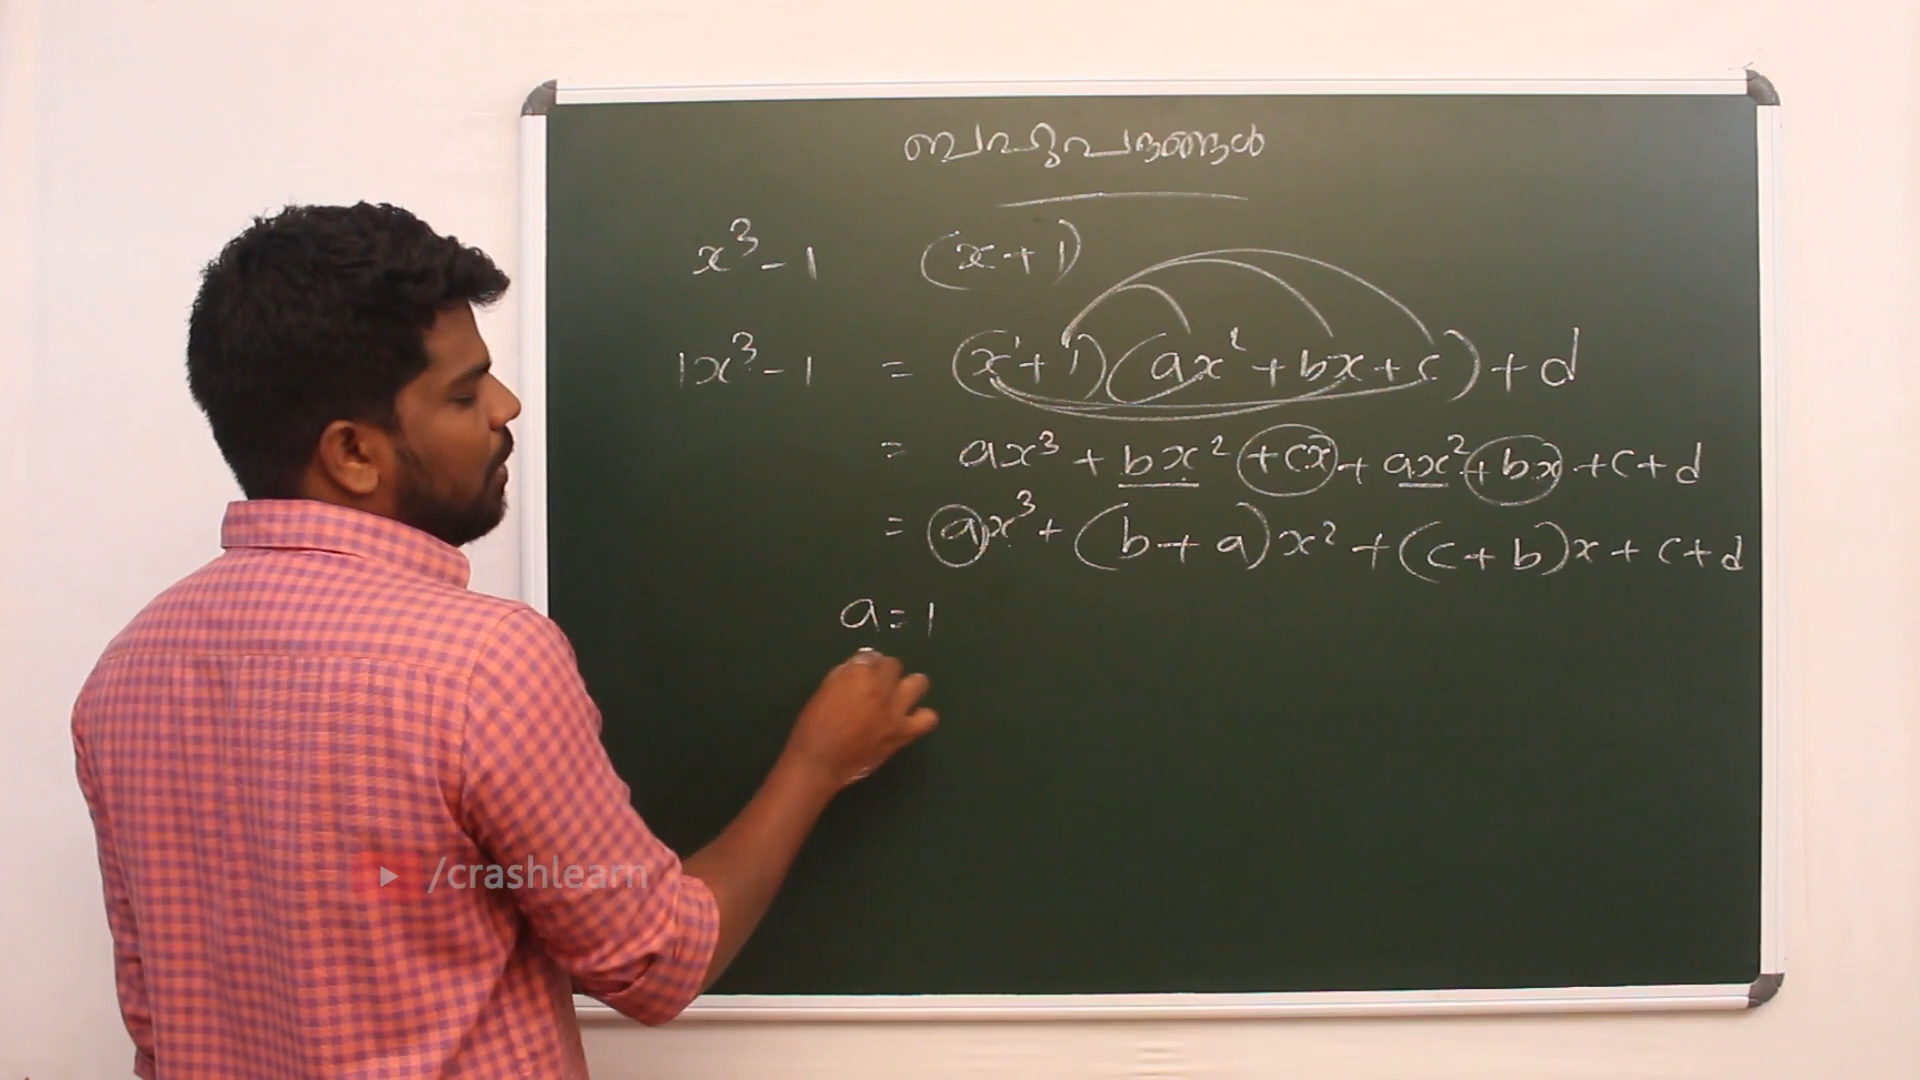 ബഹുപദങ്ങൾ
x³ - 1 (x + 1)
1x³ - 1 = (x¹ + 1)(ax² + bx + c) + d
= ax³ + bx² + cx + ax² + bx + c + d
= ax³ + (b + a)x² + (c + b)x + c + d
a = 1
/crashlearn